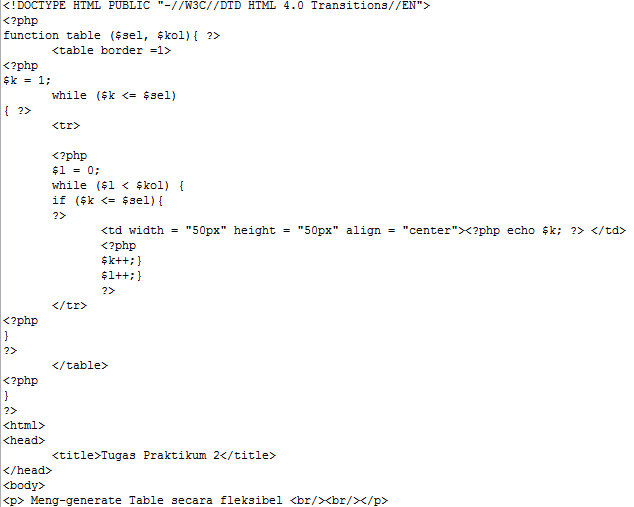 <!DOCTYPE HTML PUBLIC "-//W3C//DTD HTML 4.0 Transitions//EN">
<?php
function table ($sel, $kol){ ?>
<table border =1>
<?php
$k = 1;
while ($k <= $sel)
{ ?>
<tr>
<?php
$l = 0;
while ($l < $kol) {
if ($k <= $sel){
?>
<td width = "50px" height = "50px" align = "center"><?php echo $k; ?> </td>
<?php
$k++;}
$l++;}
?>
</tr>
<?php
}
?>
</table>
<?php
}
?>
<html>
<head>
<title>Tugas Praktikum 2</title>
</head>
<body>
<p> Meng-generate Table secara fleksibel <br/><br/></p>